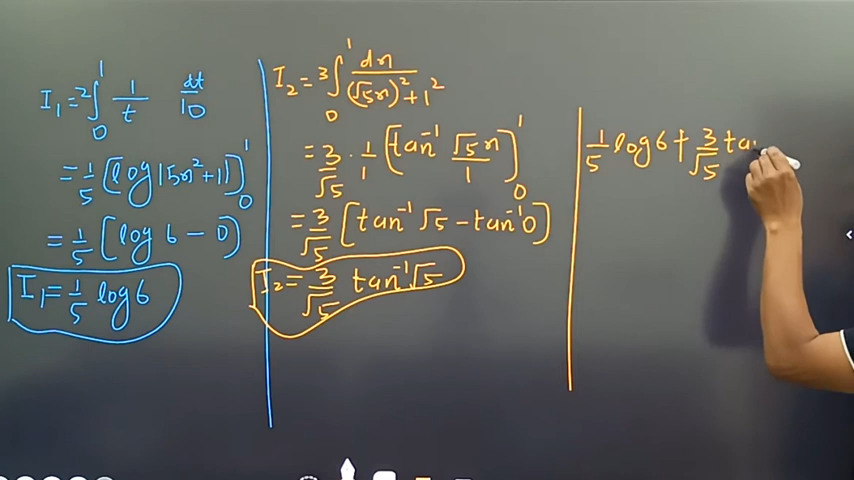 I₁ = 2 ∫₀¹ 1/t dt/10
= 1/5 [log |5x²+1|]₀¹
= 1/5 [log 6 − 0]
I₁ = 1/5 log 6
I₂ = 3 ∫₀¹ dx/((√5x)² + 1²)
= 3/√5 · 1/1 [tan⁻¹ √5x/1]₀¹
= 3/√5 [tan⁻¹ √5 − tan⁻¹ 0]
I₂ = 3/√5 tan⁻¹ √5
1/5 log 6 + 3/√5 ta